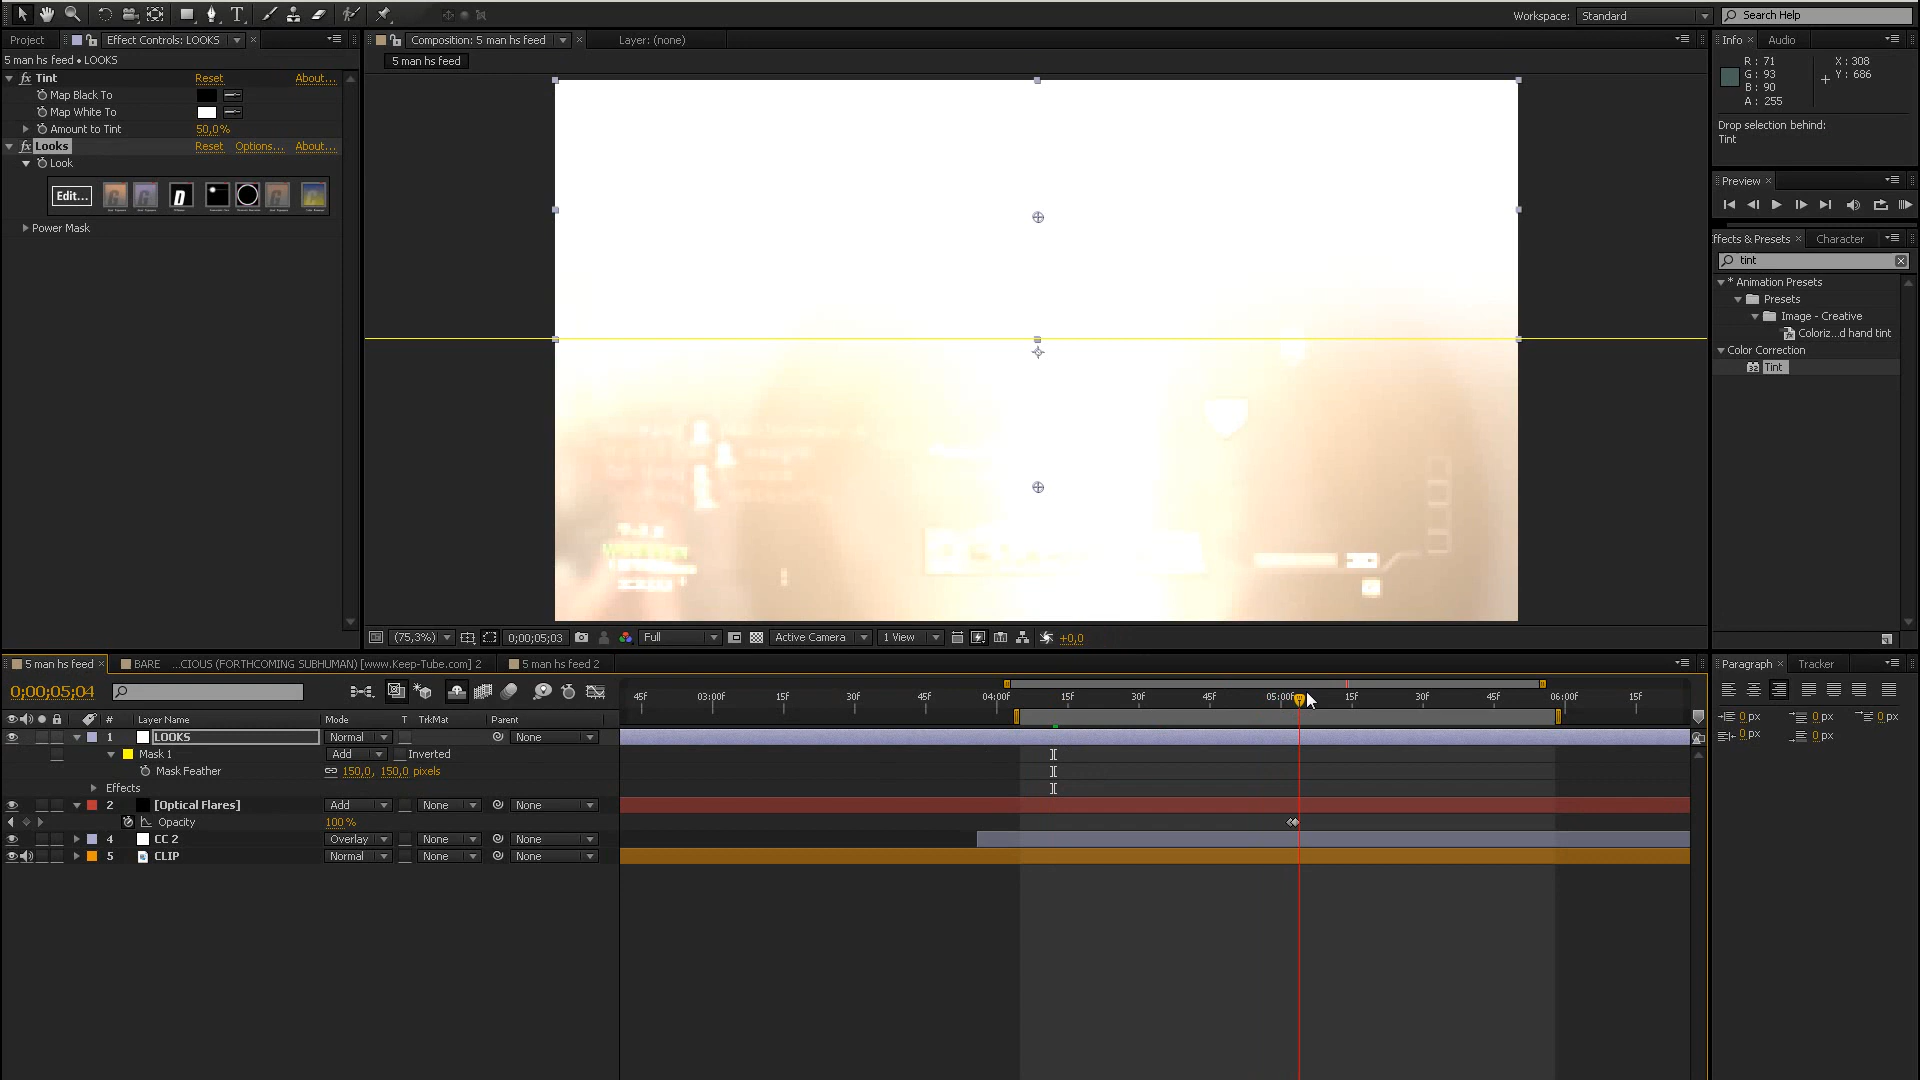 Workspace: Standard Search Help
Project Effect Controls: LOOKS
5 man hs feed • LOOKS
Tint Reset About...
Map Black To
Map White To
Amount to Tint 50,0%
Looks Reset Options... About...
Look
Edit...
Power Mask
Composition: 5 man hs feed Layer: (none)
5 man hs feed
(75,3%) 0;00;05;03 Full Active Camera 1 View +0,0
Info Audio
R : 71 X : 308
G : 93 Y : 686
B : 90
A : 255
Drop selection behind:
Tint
Preview
Effects & Presets Character
tint
* Animation Presets
Presets
Image - Creative
Coloriz...d hand tint
Color Correction
Tint
5 man hs feed BARE ...CIOUS (FORTHCOMING SUBHUMAN) [www.Keep-Tube.com] 2 5 man hs feed 2
0;00;05;04
45f 03:00f 15f 30f 45f 04:00f 15f 30f 45f 05:00f 15f 30f 45f 06:00f 15f
# Layer Name Mode T TrkMat Parent
1 LOOKS Normal None
Mask 1 Add Inverted
Mask Feather 150,0, 150,0 pixels
Effects
2 [Optical Flares] Add None None
Opacity 100 %
4 CC 2 Overlay None None
5 CLIP Normal None None
Paragraph Tracker
0 px 0 px 0 px
0 px 0 px